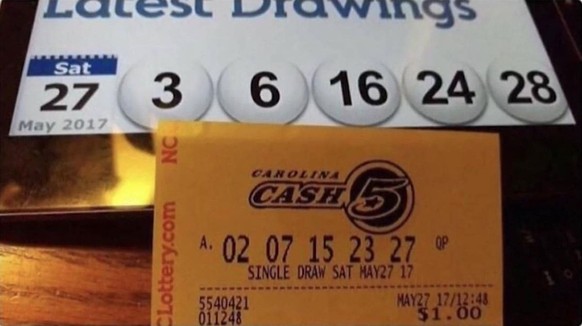 Latest Drawings
Sat
27
May 2017
3 6 16 24 28
NC
CLottery.com
CAROLINA
CASH 5
A. 02 07 15 23 27 QP
SINGLE DRAW SAT MAY27 17
5540421 MAY27 17/12:48
011248 $1.00